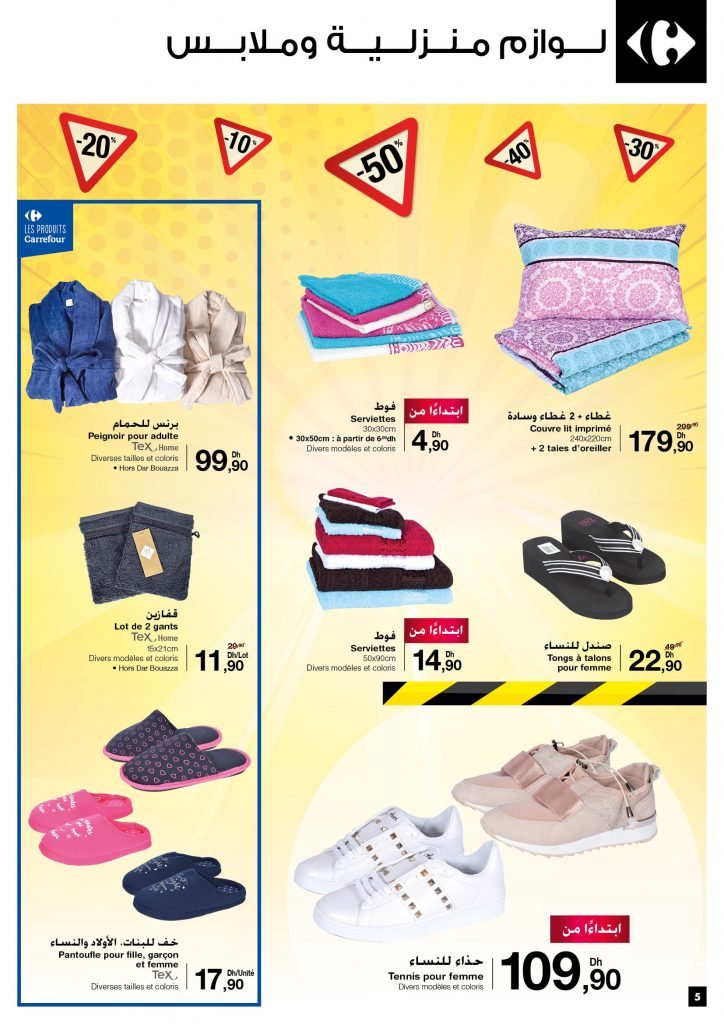 لـوازم مـنـزلـيـة ومـلابـس
-20%
-10%
-50%
-40%
-30%
LES PRODUITS
Carrefour
برنس للحمام
Peignoir pour adulte
TEX Home
Diverses tailles et coloris
• Hors Dar Bouazza
99,90 Dh
ابتداءًا من
فوط
Serviettes
30x30cm
• 30x50cm : à partir de 6,90dh
Divers modèles et coloris
4,90 Dh
غطاء + 2 غطاء وسادة
Couvre lit imprimé
240x220cm
+ 2 taies d'oreiller
299,90
179,90 Dh
قفازين
Lot de 2 gants
TEX Home
15x21cm
Divers modèles et coloris
• Hors Dar Bouazza
29,90
11,90 Dh/Lot
ابتداءًا من
فوط
Serviettes
50x90cm
Divers modèles et coloris
14,90 Dh
صندل للنساء
Tongs à talons
pour femme
22,90 Dh
خف للبنات، الأولاد والنساء
Pantoufle pour fille, garçon
et femme
TEX
Diverses tailles et coloris
17,90 Dh/Unité
ابتداءًا من
حذاء للنساء
Tennis pour femme
Divers modèles et coloris
109,90 Dh
5